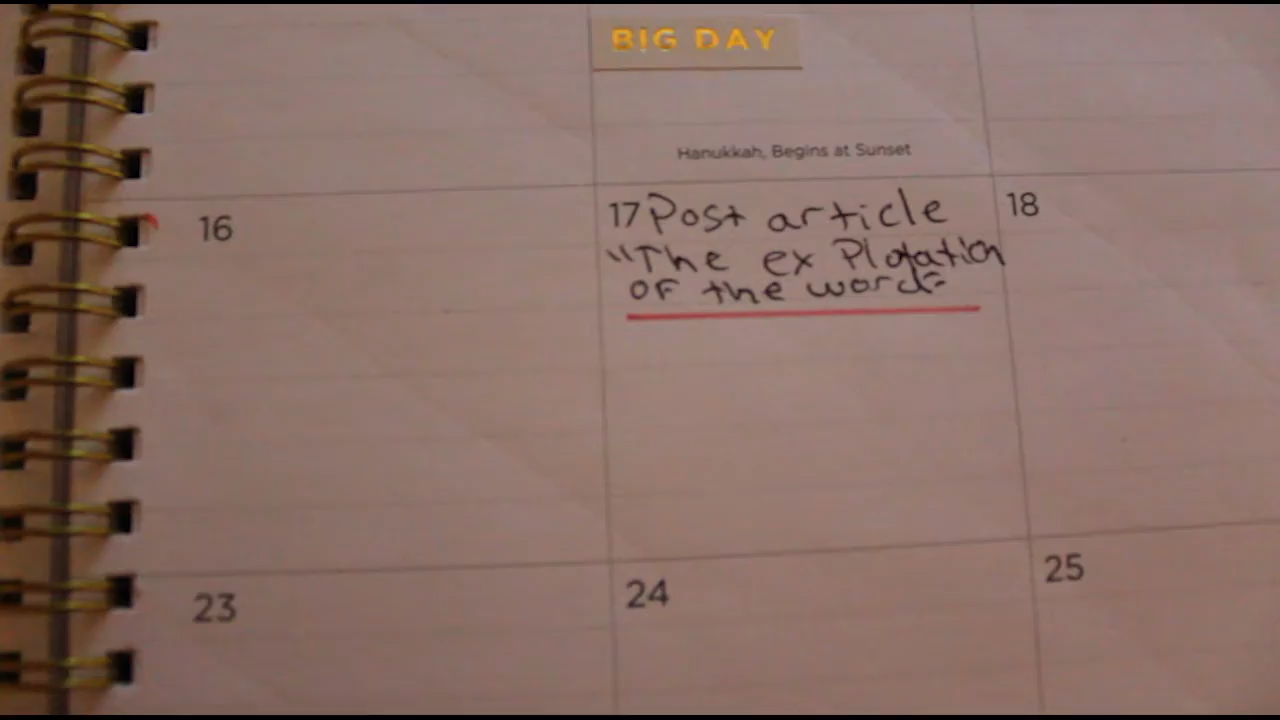 BIG DAY
Hanukkah, Begins at Sunset
16
17 Post article
"The ex Plotation
OF the word"
18
23
24
25